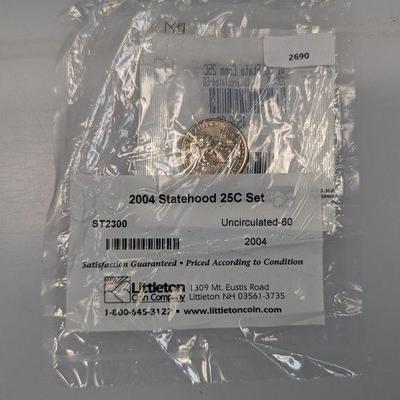 2690
2004 Statehood 25C Set
ST2300 Uncirculated-60
2004
Satisfaction Guaranteed • Priced According to Condition
Littleton
Coin Company
1309 Mt. Eustis Road
Littleton NH 03561-3735
1-800-645-3122 • www.littletoncoin.com